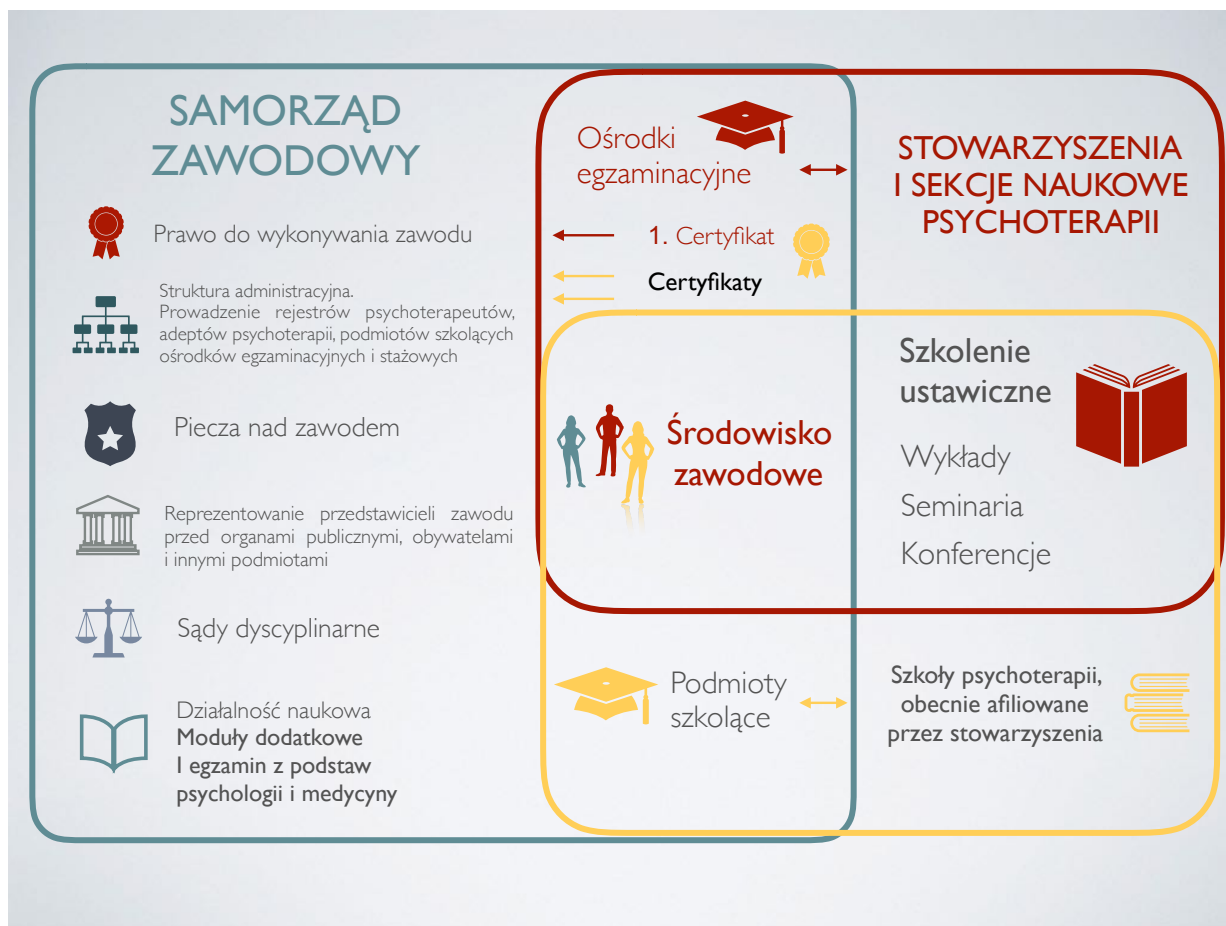 SAMORZĄD
ZAWODOWY
Prawo do wykonywania zawodu
Struktura administracyjna.
Prowadzenie rejestrów psychoterapeutów,
adeptów psychoterapii, podmiotów szkolących
ośrodków egzaminacyjnych i stażowych
Piecza nad zawodem
Reprezentowanie przedstawicieli zawodu
przed organami publicznymi, obywatelami
i innymi podmiotami
Sądy dyscyplinarne
Działalność naukowa
Moduły dodatkowe
I egzamin z podstaw
psychologii i medycyny
Ośrodki
egzaminacyjne
1. Certyfikat
Certyfikaty
Środowisko
zawodowe
Podmioty
szkolące
STOWARZYSZENIA
I SEKCJE NAUKOWE
PSYCHOTERAPII
Szkolenie
ustawiczne
Wykłady
Seminaria
Konferencje
Szkoły psychoterapii,
obecnie afiliowane
przez stowarzyszenia